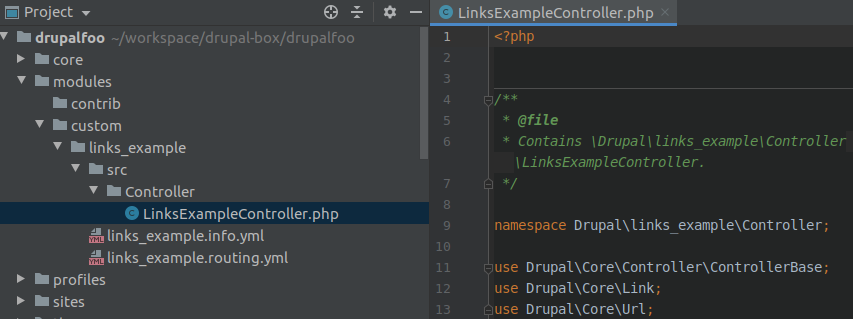 Project
drupalfoo ~/workspace/drupal-box/drupalfoo
core
modules
contrib
custom
links_example
src
Controller
LinksExampleController.php
links_example.info.yml
links_example.routing.yml
profiles
sites
LinksExampleController.php
1 <?php
2
3
4 /**
5 * @file
6 * Contains \Drupal\links_example\Controller
\LinksExampleController.
7 */
8
9 namespace Drupal\links_example\Controller;
10
11 use Drupal\Core\Controller\ControllerBase;
12 use Drupal\Core\Link;
13 use Drupal\Core\Url;